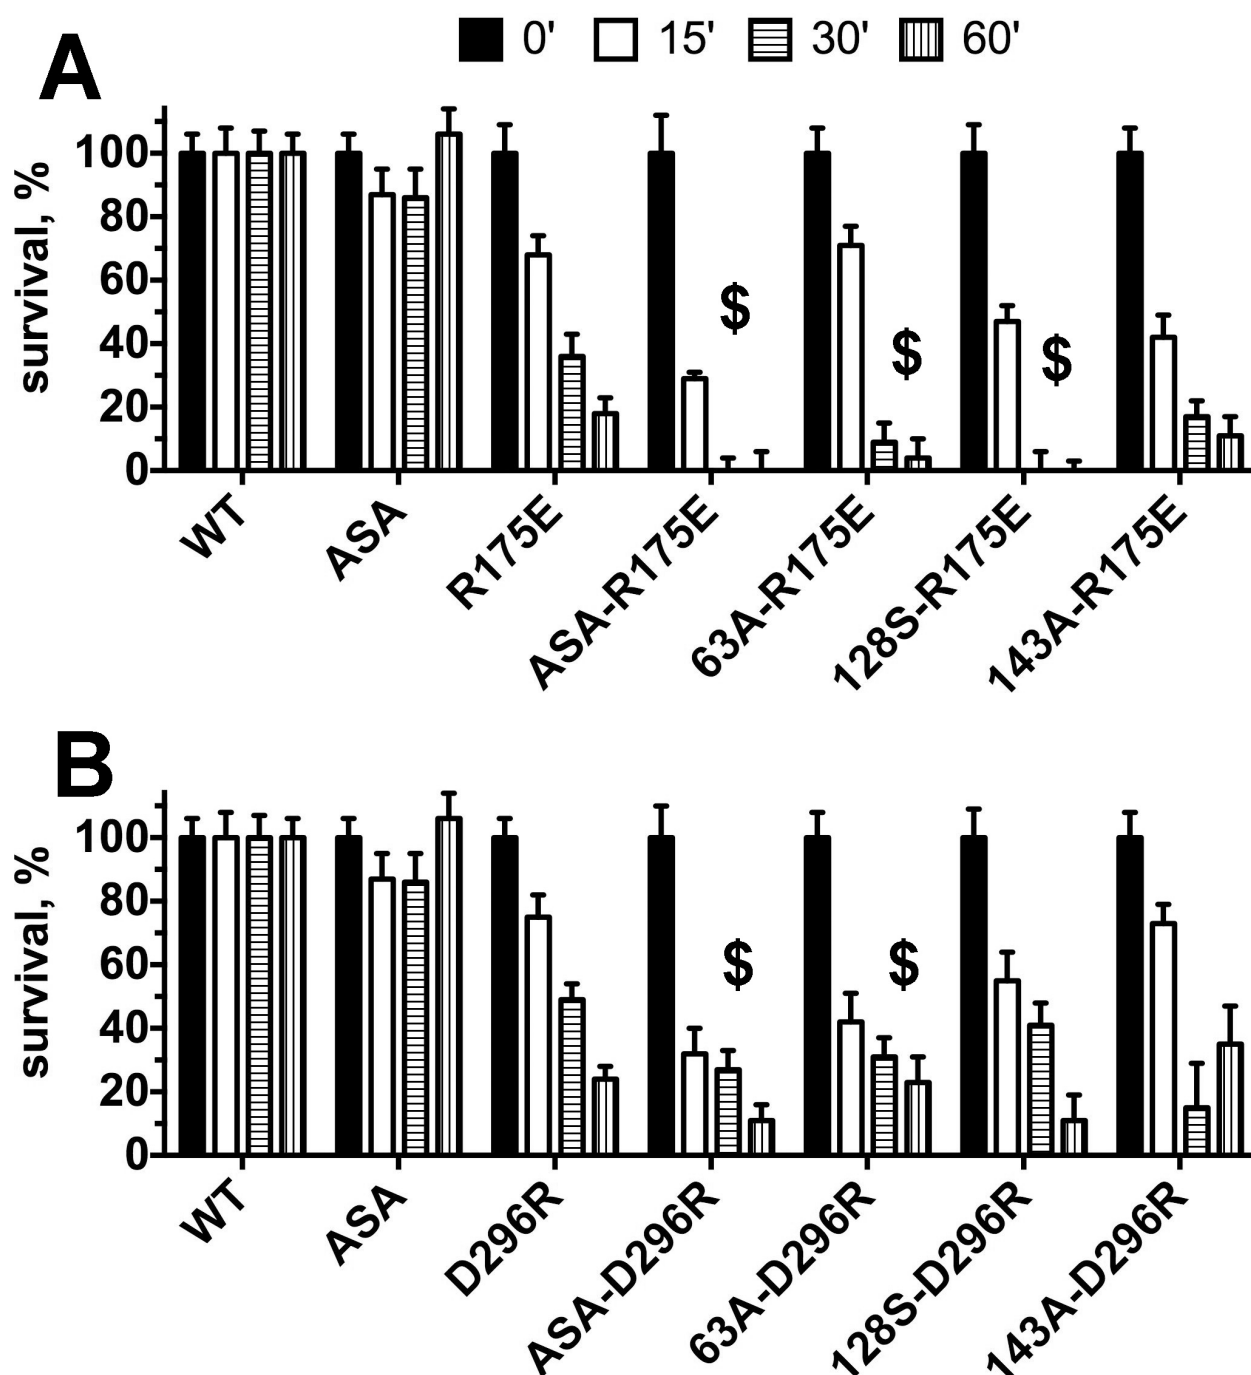 0' 15' 30' 60'
A
survival, %
100
80
60
40
20
0
$ $ $
WT ASA R175E ASA-R175E 63A-R175E 128S-R175E 143A-R175E
B
survival, %
100
80
60
40
20
0
$ $
WT ASA D296R ASA-D296R 63A-D296R 128S-D296R 143A-D296R